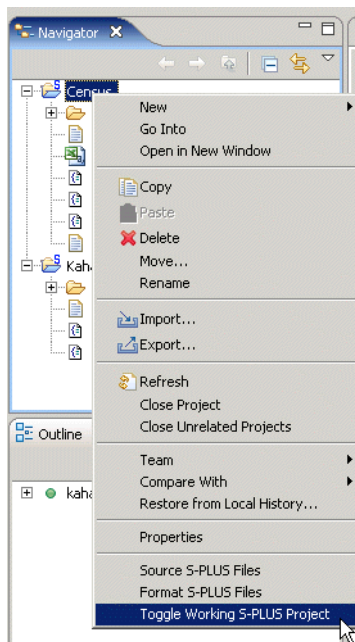 Navigator
Census
New
Go Into
Open in New Window
Copy
Paste
Delete
Move...
Rename
Kaha
Import...
Export...
Refresh
Close Project
Close Unrelated Projects
Outline
Team
Compare With
kaha
Restore from Local History...
Properties
Source S-PLUS Files
Format S-PLUS Files
Toggle Working S-PLUS Project